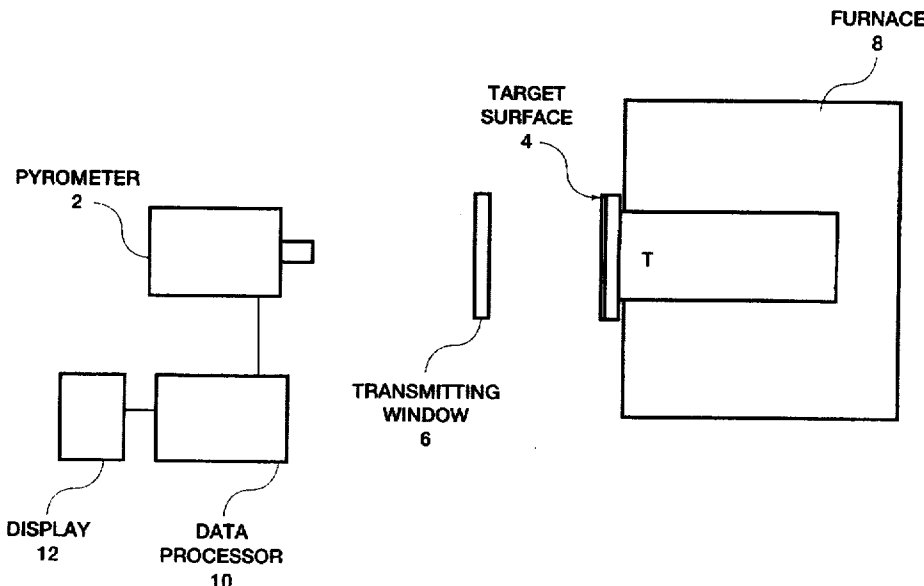 FURNACE
8
TARGET
SURFACE
4
PYROMETER
2
T
TRANSMITTING
WINDOW
6
DISPLAY
12
DATA
PROCESSOR
10